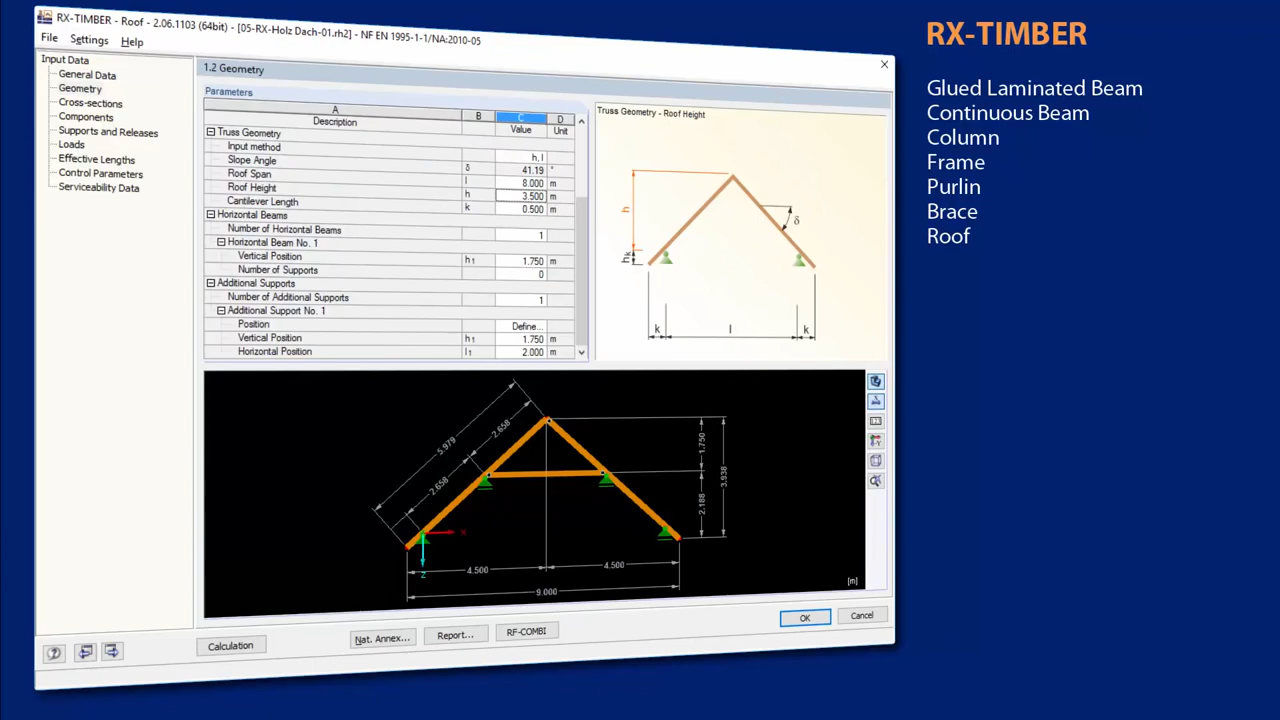 RX-TIMBER - Roof - 2.06.1103 (64bit) - [05-RX-Holz Dach-01.rh2] - NF EN 1995-1-1/NA:2010-05
File Settings Help
Input Data
General Data
Geometry
Cross-sections
Components
Supports and Releases
Loads
Effective Lengths
Control Parameters
Serviceability Data
1.2 Geometry
Parameters
A B C D
Description Value Unit
Truss Geometry
Input method h, l
Slope Angle δ 41.19 °
Roof Span l 8.000 m
Roof Height h 3.500 m
Cantilever Length k 0.500 m
Horizontal Beams
Number of Horizontal Beams 1
Horizontal Beam No. 1
Vertical Position h1 1.750 m
Number of Supports 0
Additional Supports
Number of Additional Supports 1
Additional Support No. 1
Position Define...
Vertical Position h1 1.750 m
Horizontal Position l1 2.000 m
Truss Geometry - Roof Height
h
δ
hk
k l k
5.979
2.658
2.658
1.750
3.938
2.188
X
Z
4.500 4.500
9.000
[m]
OK Cancel
Calculation Nat. Annex... Report... RF-COMBI
RX-TIMBER
Glued Laminated Beam
Continuous Beam
Column
Frame
Purlin
Brace
Roof